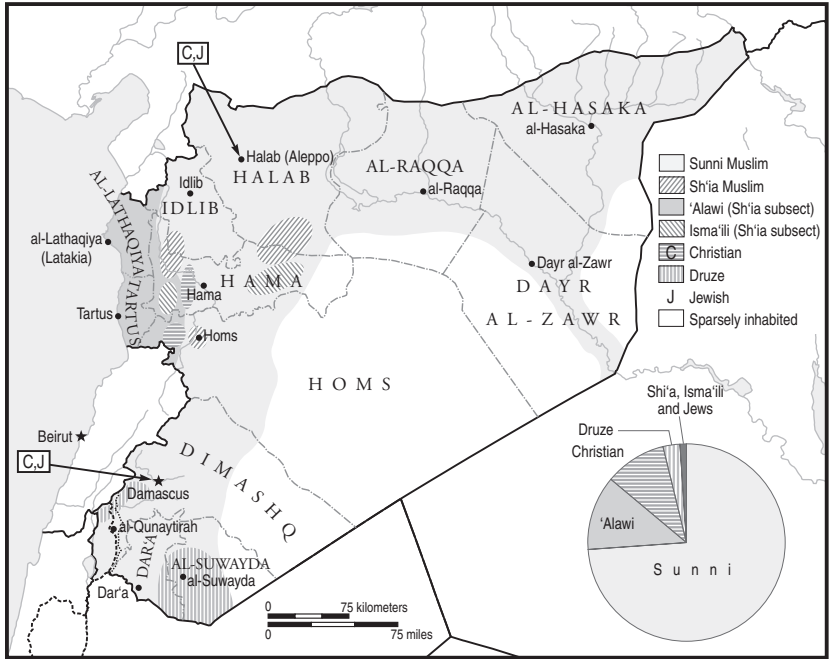 C,J
AL-HASAKA
al-Hasaka
Halab (Aleppo)
HALAB
AL-RAQQA
al-Raqqa
Idlib
IDLIB
AL-LATHAQIYA
TARTUS
al-Lathaqiya
(Latakia)
Tartus
HAMA
Hama
Homs
Dayr al-Zawr
DAYR
AL-ZAWR
HOMS
Sunni Muslim
Sh'ia Muslim
'Alawi (Sh'ia subsect)
Isma'ili (Sh'ia subsect)
C Christian
Druze
J Jewish
Sparsely inhabited
Beirut
C,J
Damascus
DIMASHQ
al-Qunaytirah
DAR'A
Dar'a
AL-SUWAYDA
al-Suwayda
0 75 kilometers
0 75 miles
Shi'a, Isma'ili
and Jews
Druze
Christian
'Alawi
Sunni